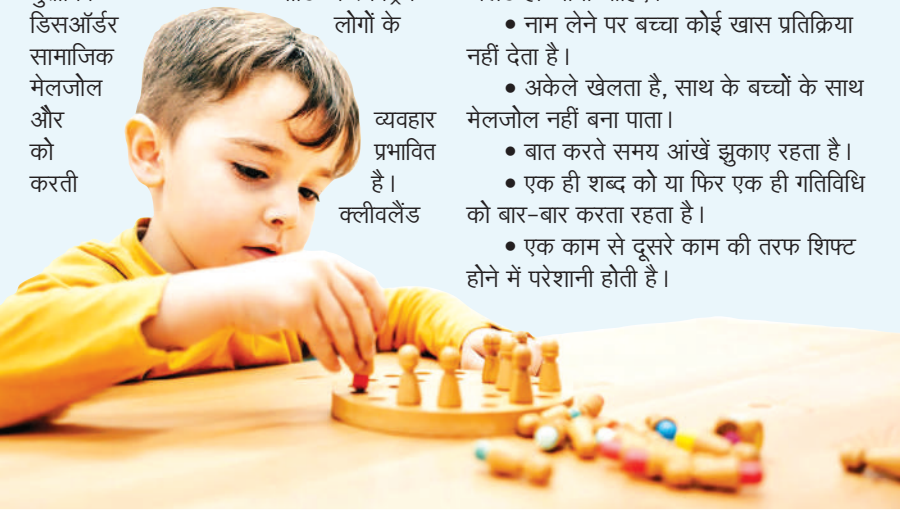 डिसऑर्डर लोगों के
सामाजिक
मेलजोल
और व्यवहार
को प्रभावित
करती है।
क्लीवलैंड
• नाम लेने पर बच्चा कोई खास प्रतिक्रिया
नहीं देता है।
• अकेले खेलता है, साथ के बच्चों के साथ
मेलजोल नहीं बना पाता।
• बात करते समय आंखें झुकाए रहता है।
• एक ही शब्द को या फिर एक ही गतिविधि
को बार-बार करता रहता है।
• एक काम से दूसरे काम की तरफ शिफ्ट
होने में परेशानी होती है।